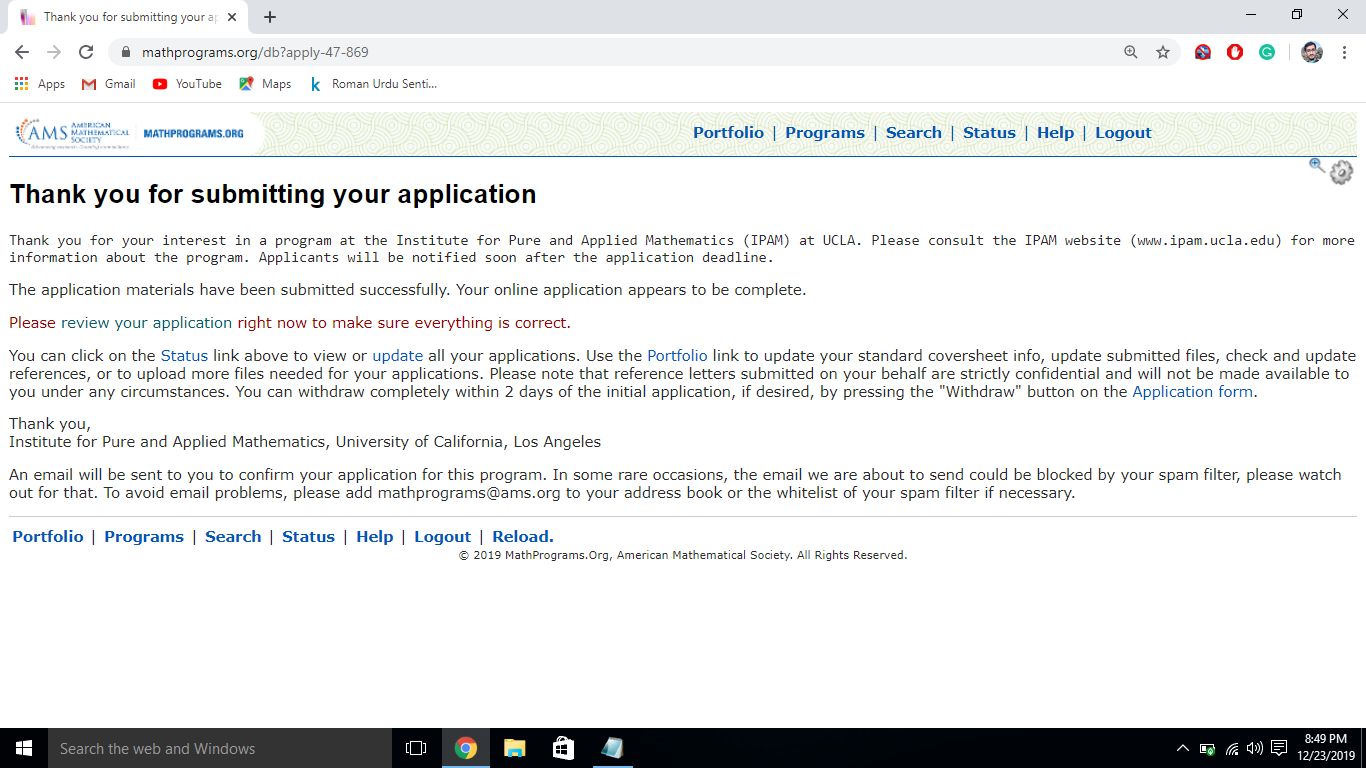 Thank you for submitting your ap
mathprograms.org/db?apply-47-869
Apps Gmail YouTube Maps Roman Urdu Senti...
AMS AMERICAN MATHEMATICAL SOCIETY
Advancing research. Creating connections
MATHPROGRAMS.ORG
Portfolio | Programs | Search | Status | Help | Logout
Thank you for submitting your application
Thank you for your interest in a program at the Institute for Pure and Applied Mathematics (IPAM) at UCLA. Please consult the IPAM website (www.ipam.ucla.edu) for more
information about the program. Applicants will be notified soon after the application deadline.
The application materials have been submitted successfully. Your online application appears to be complete.
Please review your application right now to make sure everything is correct.
You can click on the Status link above to view or update all your applications. Use the Portfolio link to update your standard coversheet info, update submitted files, check and update
references, or to upload more files needed for your applications. Please note that reference letters submitted on your behalf are strictly confidential and will not be made available to
you under any circumstances. You can withdraw completely within 2 days of the initial application, if desired, by pressing the "Withdraw" button on the Application form.
Thank you,
Institute for Pure and Applied Mathematics, University of California, Los Angeles
An email will be sent to you to confirm your application for this program. In some rare occasions, the email we are about to send could be blocked by your spam filter, please watch
out for that. To avoid email problems, please add mathprograms@ams.org to your address book or the whitelist of your spam filter if necessary.
Portfolio | Programs | Search | Status | Help | Logout | Reload.
© 2019 MathPrograms.Org, American Mathematical Society. All Rights Reserved.
Search the web and Windows
8:49 PM
12/23/2019